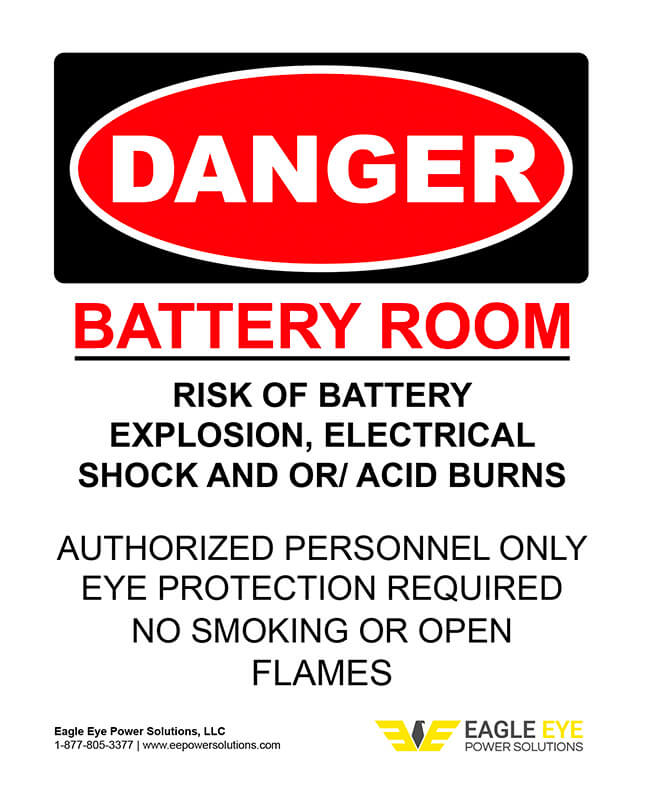 DANGER
BATTERY ROOM
RISK OF BATTERY
EXPLOSION, ELECTRICAL
SHOCK AND OR/ ACID BURNS
AUTHORIZED PERSONNEL ONLY
EYE PROTECTION REQUIRED
NO SMOKING OR OPEN
FLAMES
Eagle Eye Power Solutions, LLC
1-877-805-3377 | www.eepowersolutions.com
EAGLE EYE
POWER SOLUTIONS